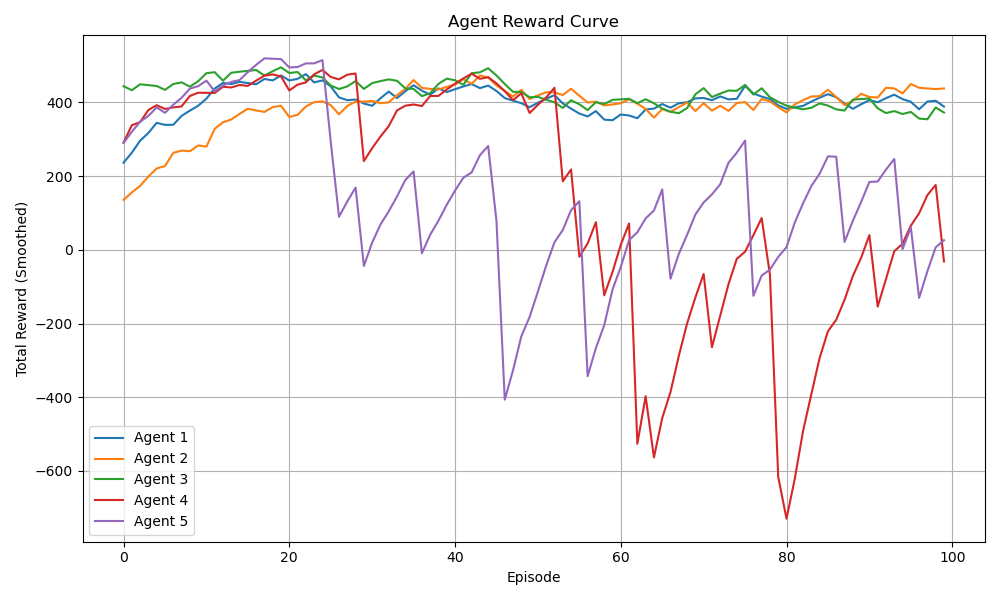 Agent Reward Curve
Total Reward (Smoothed)
400
200
0
−200
−400
−600
Agent 1
Agent 2
Agent 3
Agent 4
Agent 5
0 20 40 60 80 100
Episode